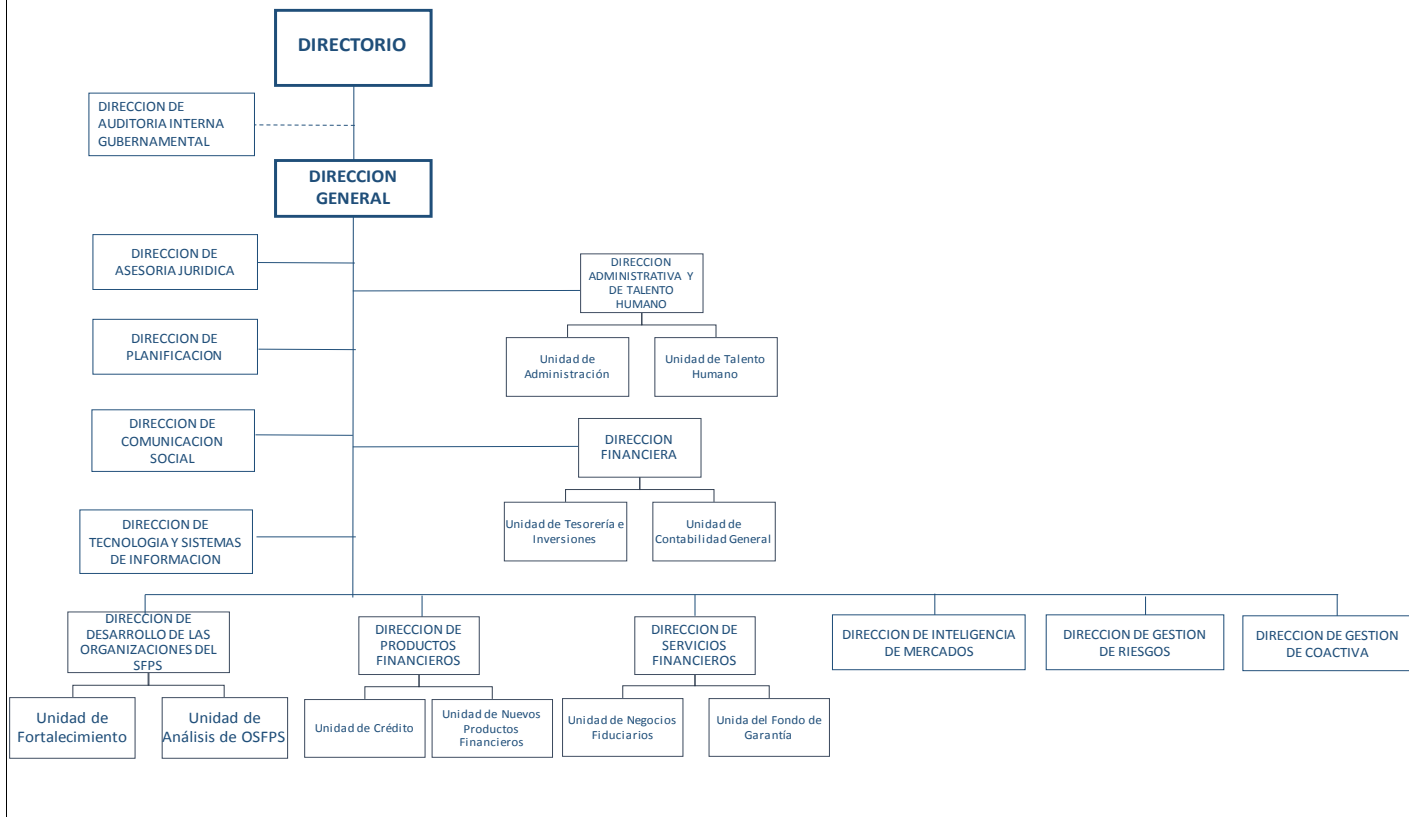 DIRECTORIO
DIRECCION DE
AUDITORIA INTERNA
GUBERNAMENTAL
DIRECCION
GENERAL
DIRECCION DE
ASESORIA JURIDICA
DIRECCION
ADMINISTRATIVA Y
DE TALENTO
HUMANO
DIRECCION DE
PLANIFICACION
Unidad de
Administración
Unidad de Talento
Humano
DIRECCION DE
COMUNICACION
SOCIAL
DIRECCION
FINANCIERA
DIRECCION DE
TECNOLOGIA Y SISTEMAS
DE INFORMACION
Unidad de Tesorería e
Inversiones
Unidad de
Contabilidad General
DIRECCION DE
DESARROLLO DE LAS
ORGANIZACIONES DEL
SFPS
DIRECCION DE
PRODUCTOS
FINANCIEROS
DIRECCION DE
SERVICIOS
FINANCIEROS
DIRECCION DE INTELIGENCIA
DE MERCADOS
DIRECCION DE GESTION
DE RIESGOS
DIRECCION DE GESTION
DE COACTIVA
Unidad de
Fortalecimiento
Unidad de
Análisis de OSFPS
Unidad de Crédito
Unidad de Nuevos
Productos
Financieros
Unidad de Negocios
Fiduciarios
Unida del Fondo de
Garantía